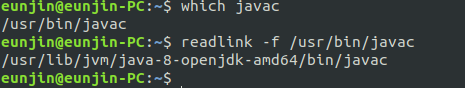 eunjin@eunjin-PC:~$ which javac
/usr/bin/javac
eunjin@eunjin-PC:~$ readlink -f /usr/bin/javac
/usr/lib/jvm/java-8-openjdk-amd64/bin/javac
eunjin@eunjin-PC:~$